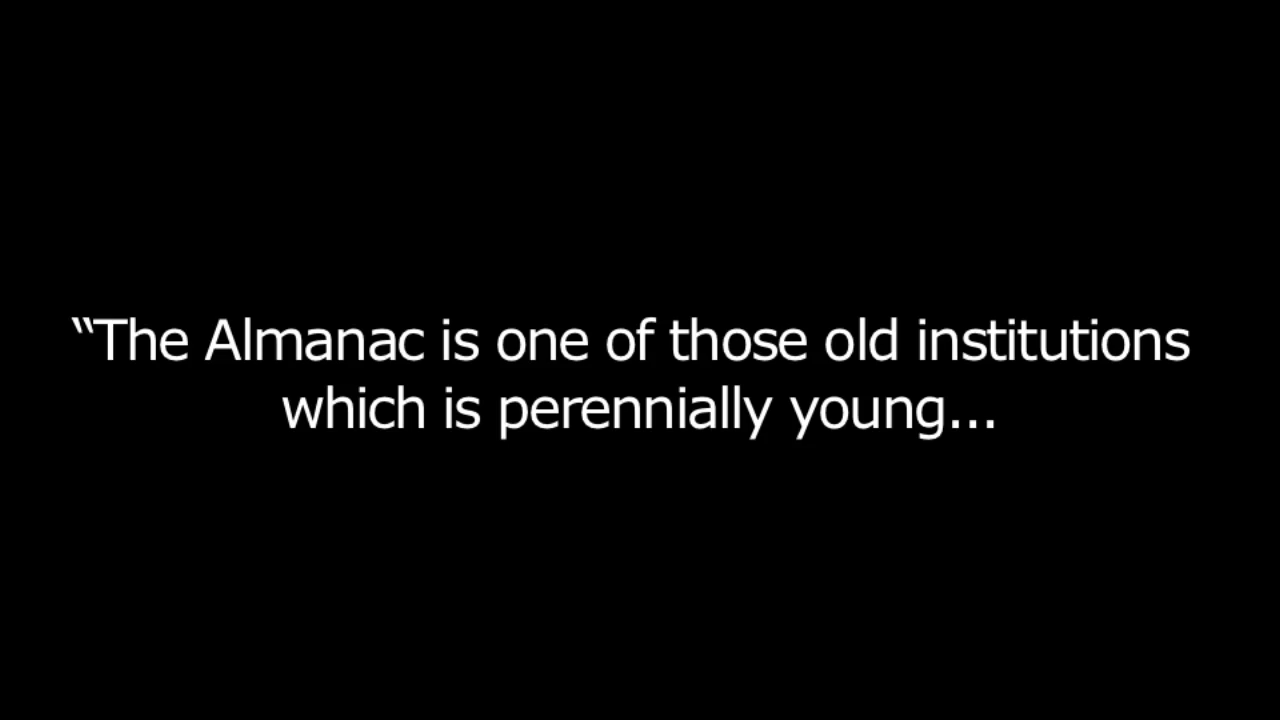 “The Almanac is one of those old institutions
which is perennially young...